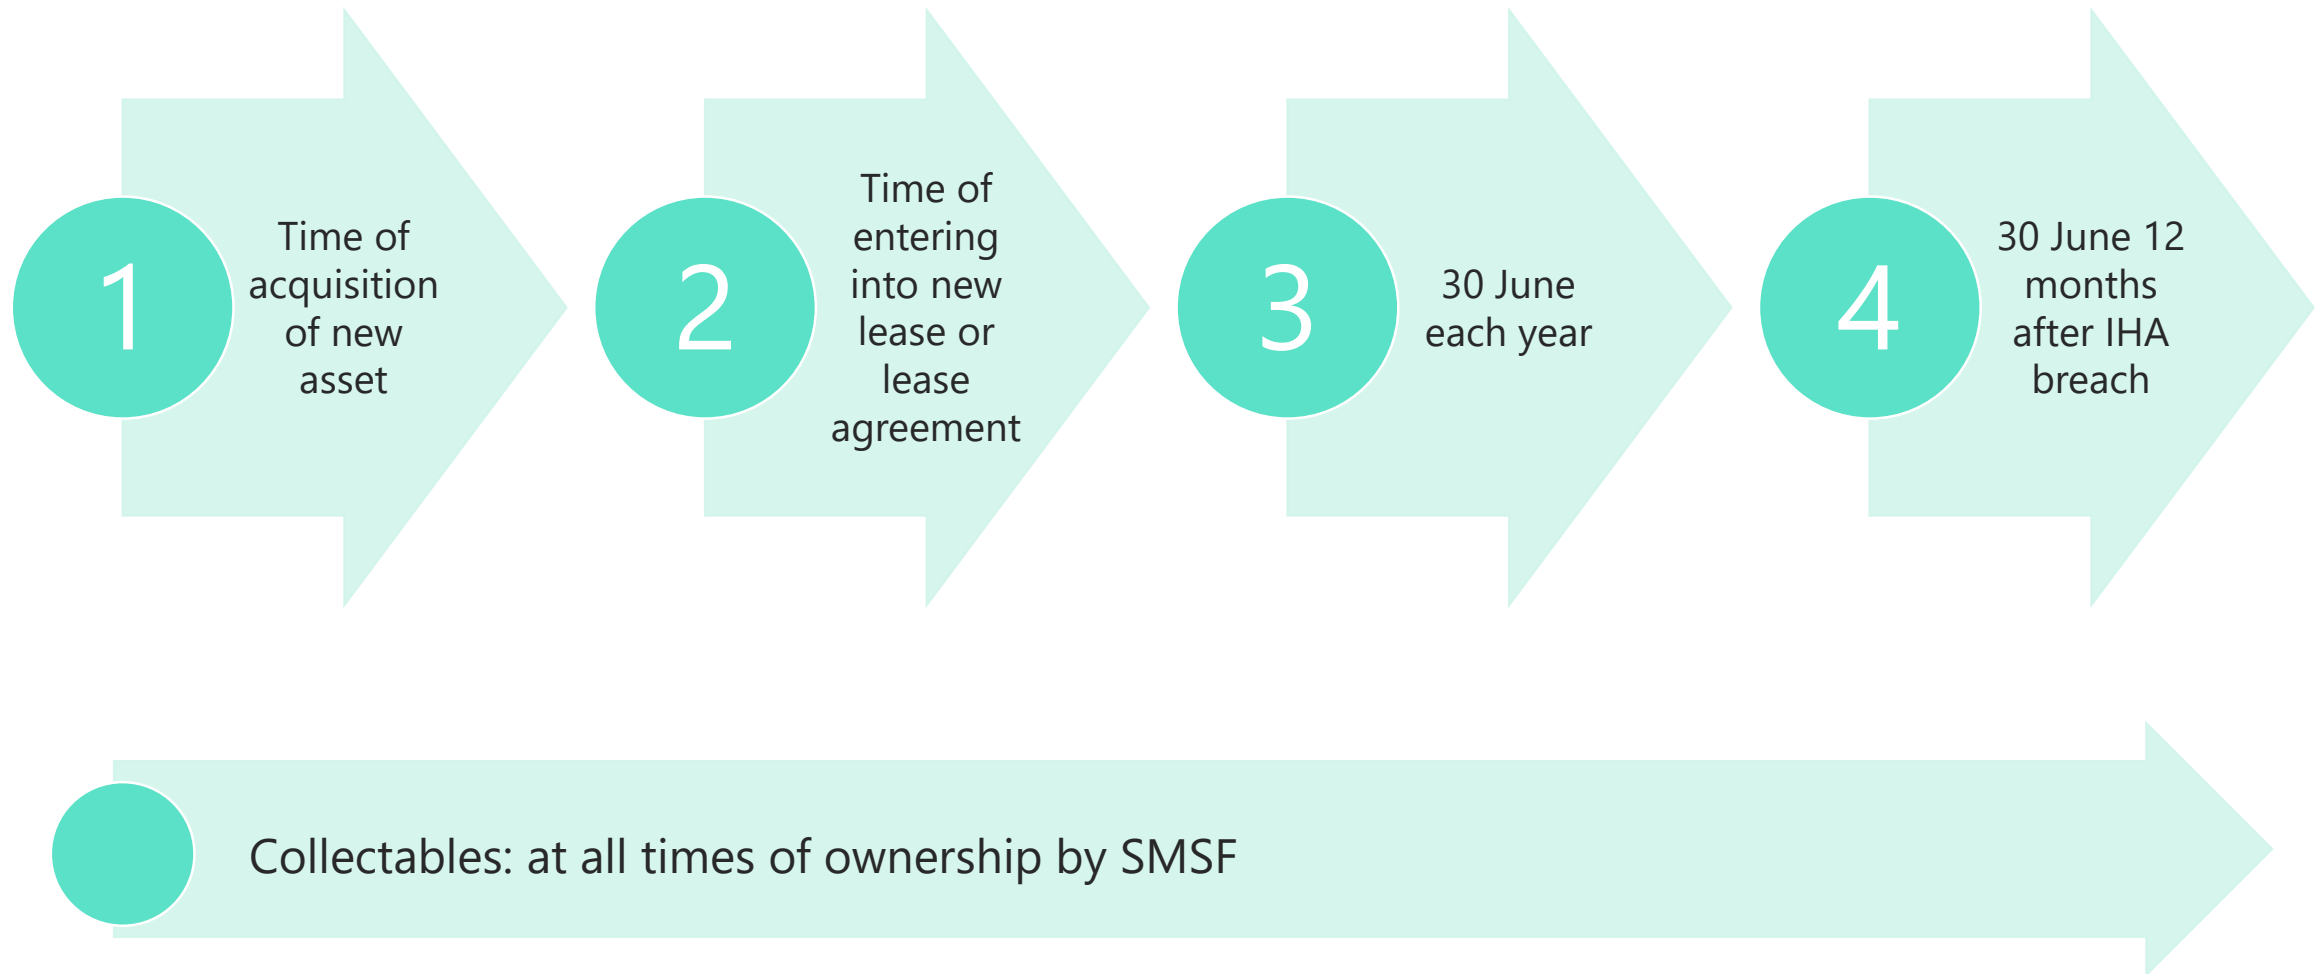 1
Time of
acquisition
of new
asset
2
Time of
entering
into new
lease or
lease
agreement
3
30 June
each year
4
30 June 12
months
after IHA
breach
Collectables: at all times of ownership by SMSF